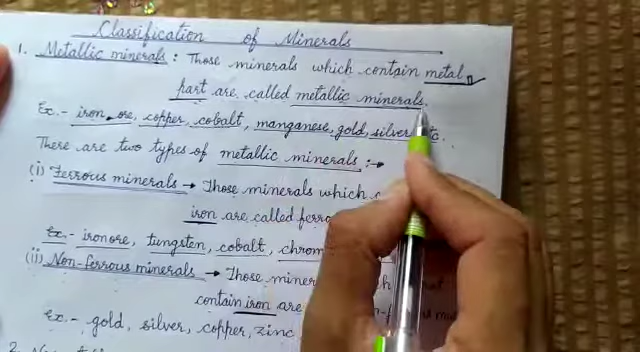 Classification of Minerals
1. Metallic minerals : Those minerals which contain metal
part are called metallic minerals.
Ex.- iron ore, copper, cobalt, manganese, gold, silver etc.
There are two types of metallic minerals :→
(i) Ferrous minerals → Those minerals which
iron are called
Ex.- iron ore, tungsten, cobalt,
(ii) Non-ferrous minerals → Those
contain iron are
Ex.- gold, silver, copper, zinc
2.